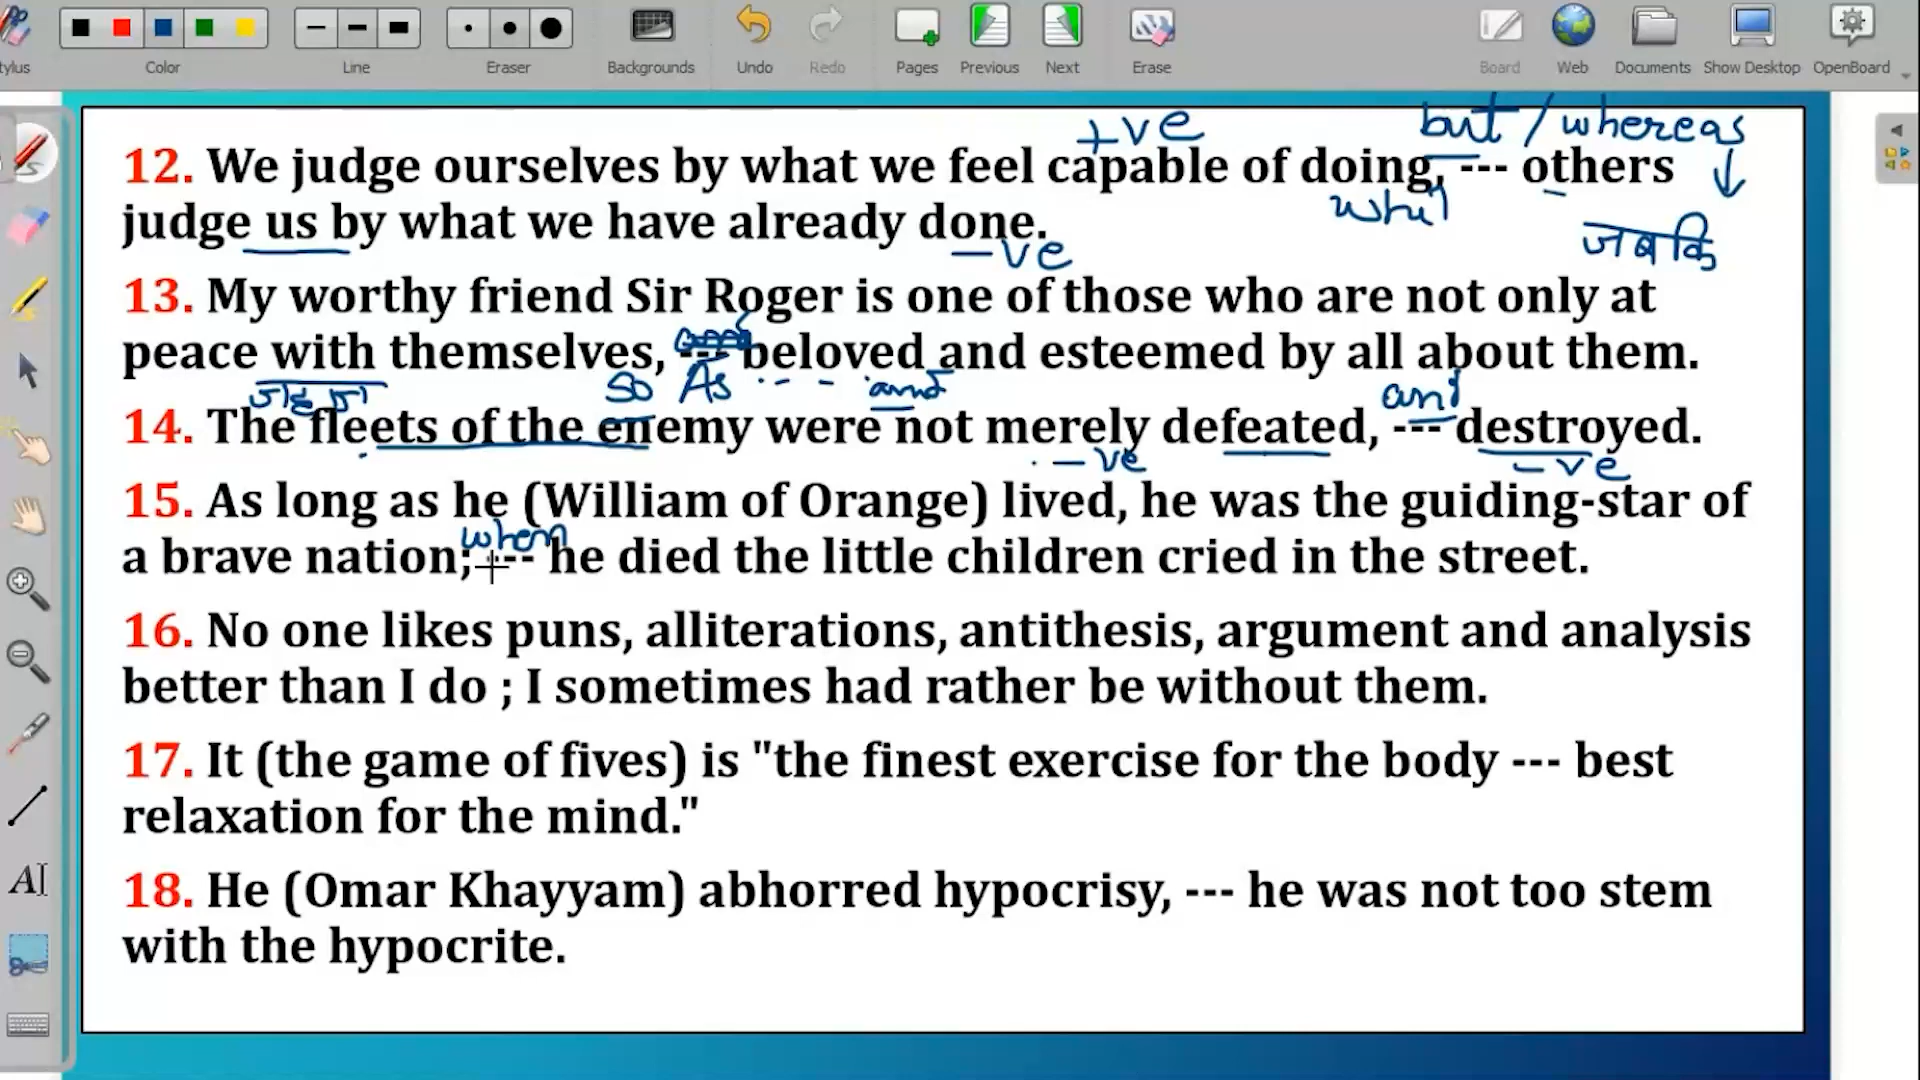 tylus
Color
Line
Eraser
Backgrounds
Undo
Redo
Pages
Previous
Next
Erase
Board
Web
Documents
Show Desktop
OpenBoard
+ve but / whereas
12. We judge ourselves by what we feel capable of doing, --- others
जबकि
judge us by what we have already done.
-ve
13. My worthy friend Sir Roger is one of those who are not only at
and
peace with themselves, --- beloved and esteemed by all about them.
so As and and
14. The fleets of the enemy were not merely defeated, --- destroyed.
-ve -ve
15. As long as he (William of Orange) lived, he was the guiding-star of
when
a brave nation; --- he died the little children cried in the street.
16. No one likes puns, alliterations, antithesis, argument and analysis
better than I do ; I sometimes had rather be without them.
17. It (the game of fives) is "the finest exercise for the body --- best
relaxation for the mind."
18. He (Omar Khayyam) abhorred hypocrisy, --- he was not too stem
with the hypocrite.